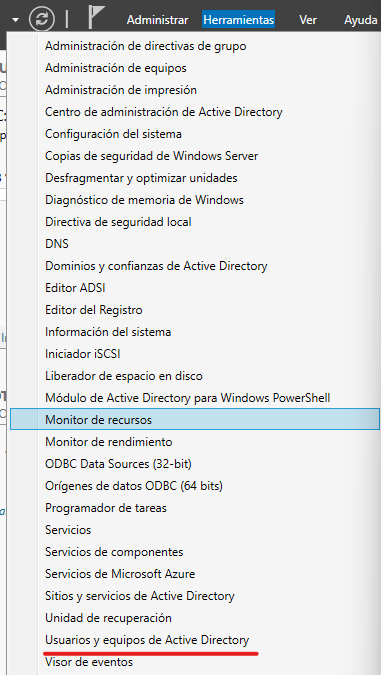 Administrar Herramientas Ver Ayuda
Administración de directivas de grupo
Administración de equipos
Administración de impresión
Centro de administración de Active Directory
Configuración del sistema
Copias de seguridad de Windows Server
Desfragmentar y optimizar unidades
Diagnóstico de memoria de Windows
Directiva de seguridad local
DNS
Dominios y confianzas de Active Directory
Editor ADSI
Editor del Registro
Información del sistema
Iniciador iSCSI
Liberador de espacio en disco
Módulo de Active Directory para Windows PowerShell
Monitor de recursos
Monitor de rendimiento
ODBC Data Sources (32-bit)
Orígenes de datos ODBC (64 bits)
Programador de tareas
Servicios
Servicios de componentes
Servicios de Microsoft Azure
Sitios y servicios de Active Directory
Unidad de recuperación
Usuarios y equipos de Active Directory
Visor de eventos